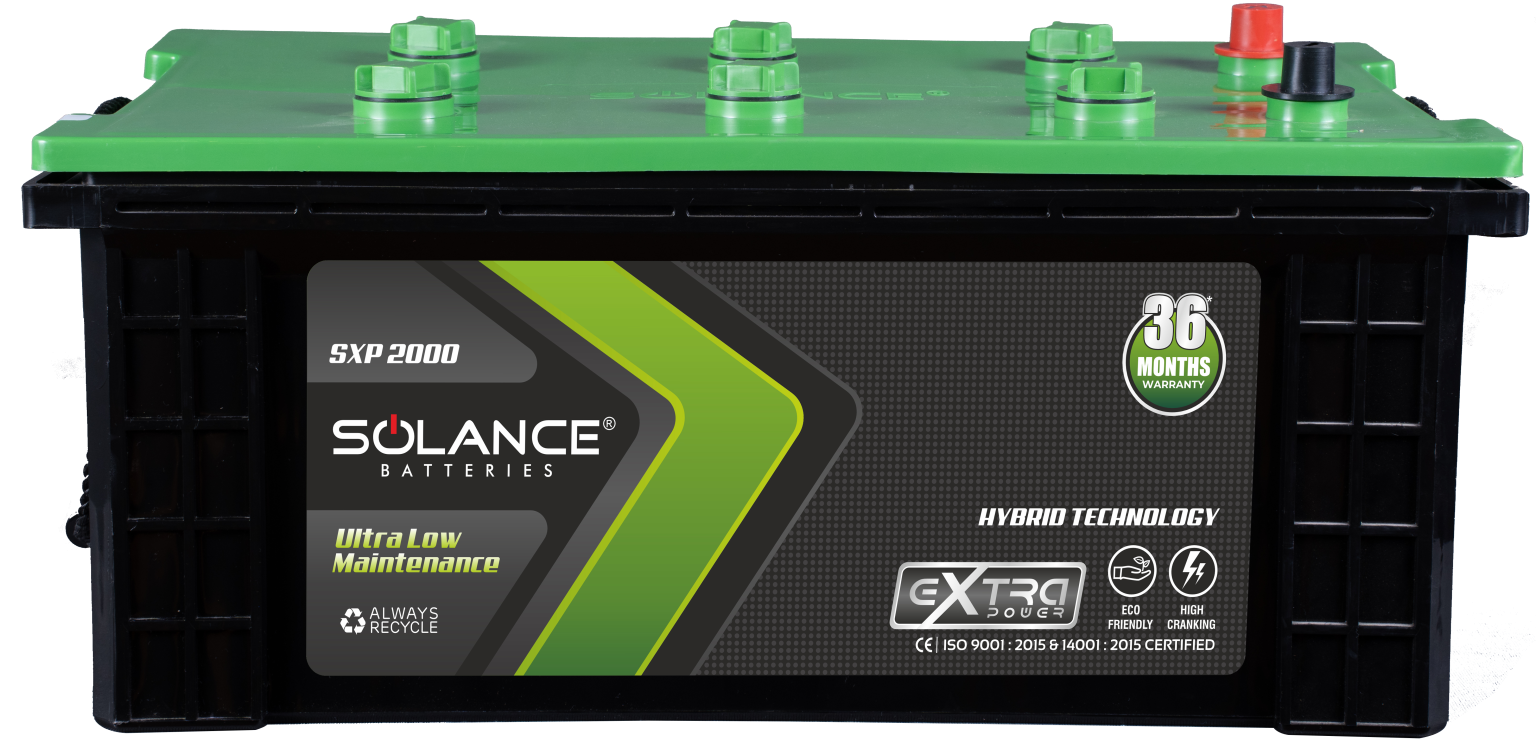 SOLANCE®
SXP 2000
SOLANCE®
BATTERIES
Ultra Low
Maintenance
ALWAYS
RECYCLE
36*
MONTHS
WARRANTY
HYBRID TECHNOLOGY
eXTRA
POWER
ECO
FRIENDLY
HIGH
CRANKING
CE | ISO 9001 : 2015 & 14001 : 2015 CERTIFIED